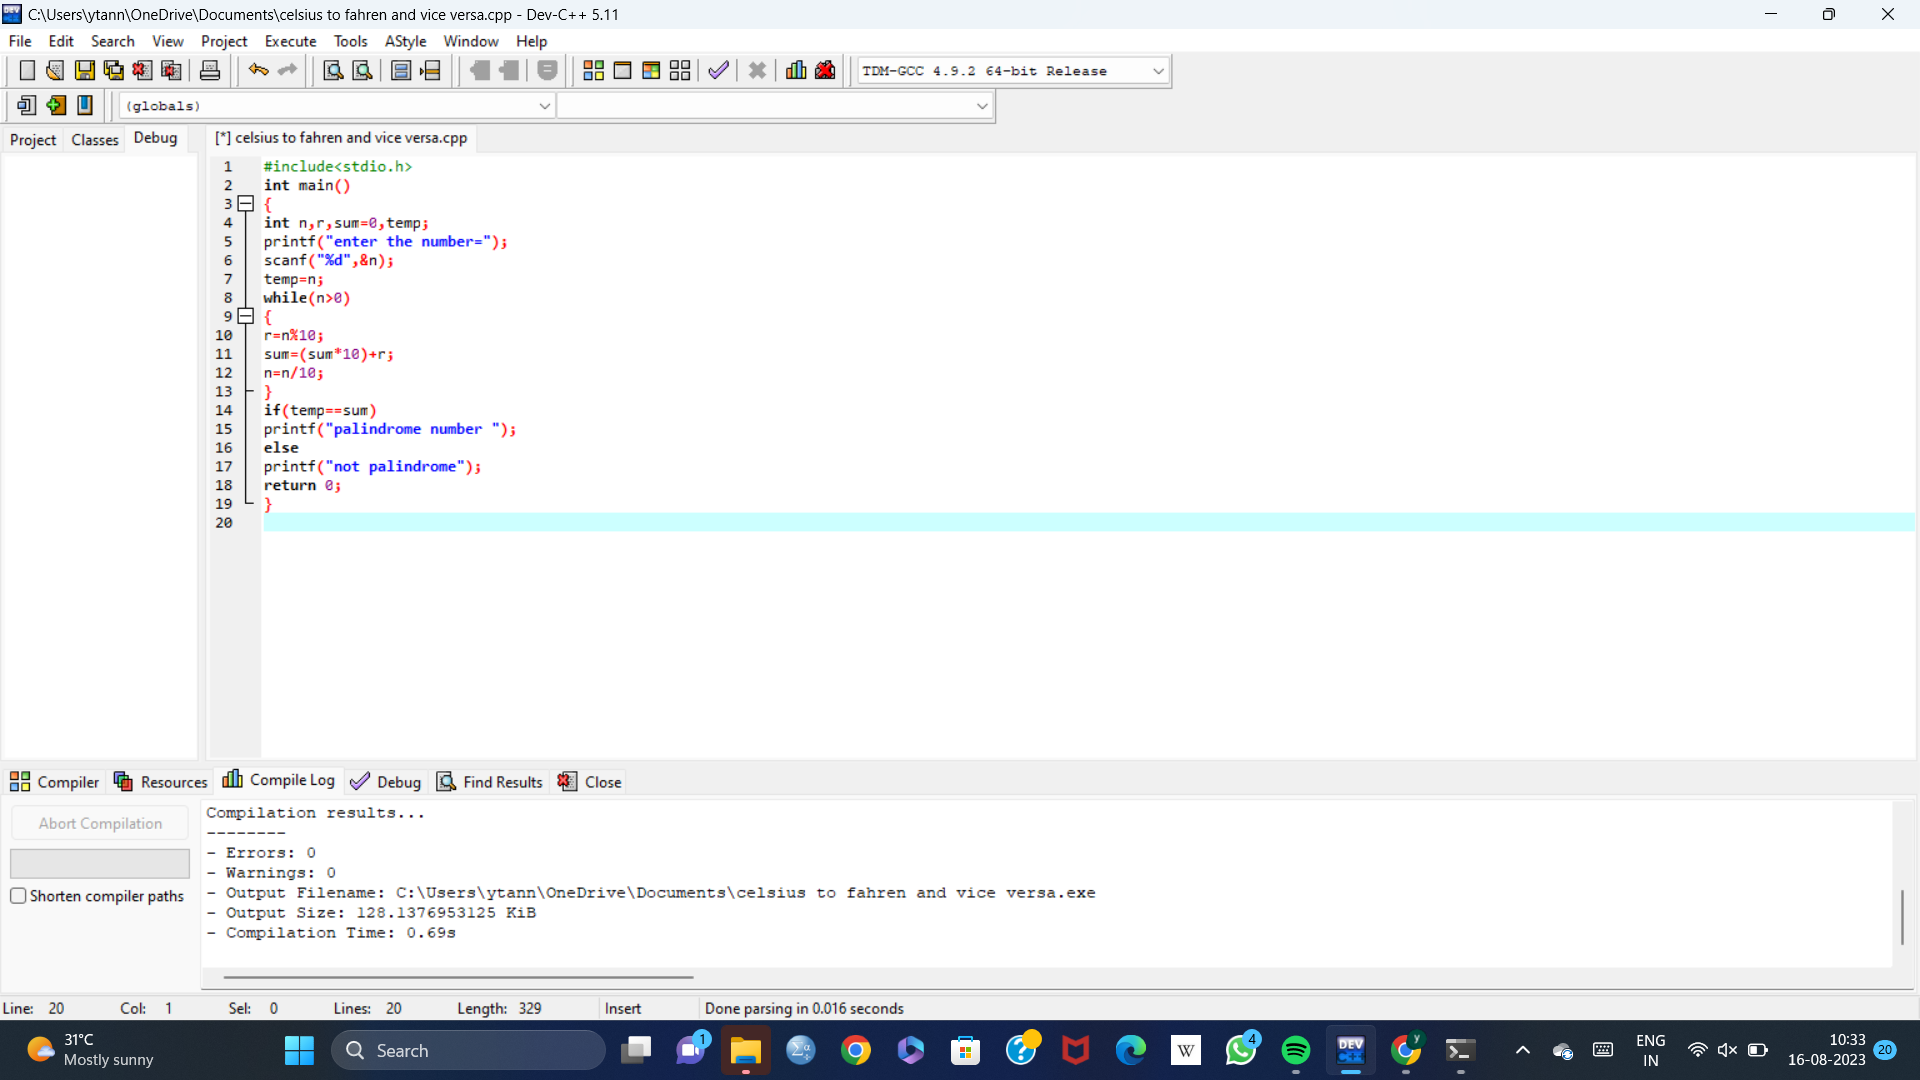 C:\Users\ytann\OneDrive\Documents\celsius to fahren and vice versa.cpp - Dev-C++ 5.11
File Edit Search View Project Execute Tools AStyle Window Help
TDM-GCC 4.9.2 64-bit Release
(globals)
Project Classes Debug [*] celsius to fahren and vice versa.cpp
1 #include<stdio.h>
2 int main()
3 {
4 int n,r,sum=0,temp;
5 printf("enter the number=");
6 scanf("%d",&n);
7 temp=n;
8 while(n>0)
9 {
10 r=n%10;
11 sum=(sum*10)+r;
12 n=n/10;
13 }
14 if(temp==sum)
15 printf("palindrome number ");
16 else
17 printf("not palindrome");
18 return 0;
19 }
20
Compiler Resources Compile Log Debug Find Results Close
Abort Compilation
Shorten compiler paths
Compilation results...
--------
- Errors: 0
- Warnings: 0
- Output Filename: C:\Users\ytann\OneDrive\Documents\celsius to fahren and vice versa.exe
- Output Size: 128.1376953125 KiB
- Compilation Time: 0.69s
Line: 20 Col: 1 Sel: 0 Lines: 20 Length: 329 Insert Done parsing in 0.016 seconds
31°C
Mostly sunny
Search
1
W
4
DEV
C++
y
ENG
IN
10:33
16-08-2023
20